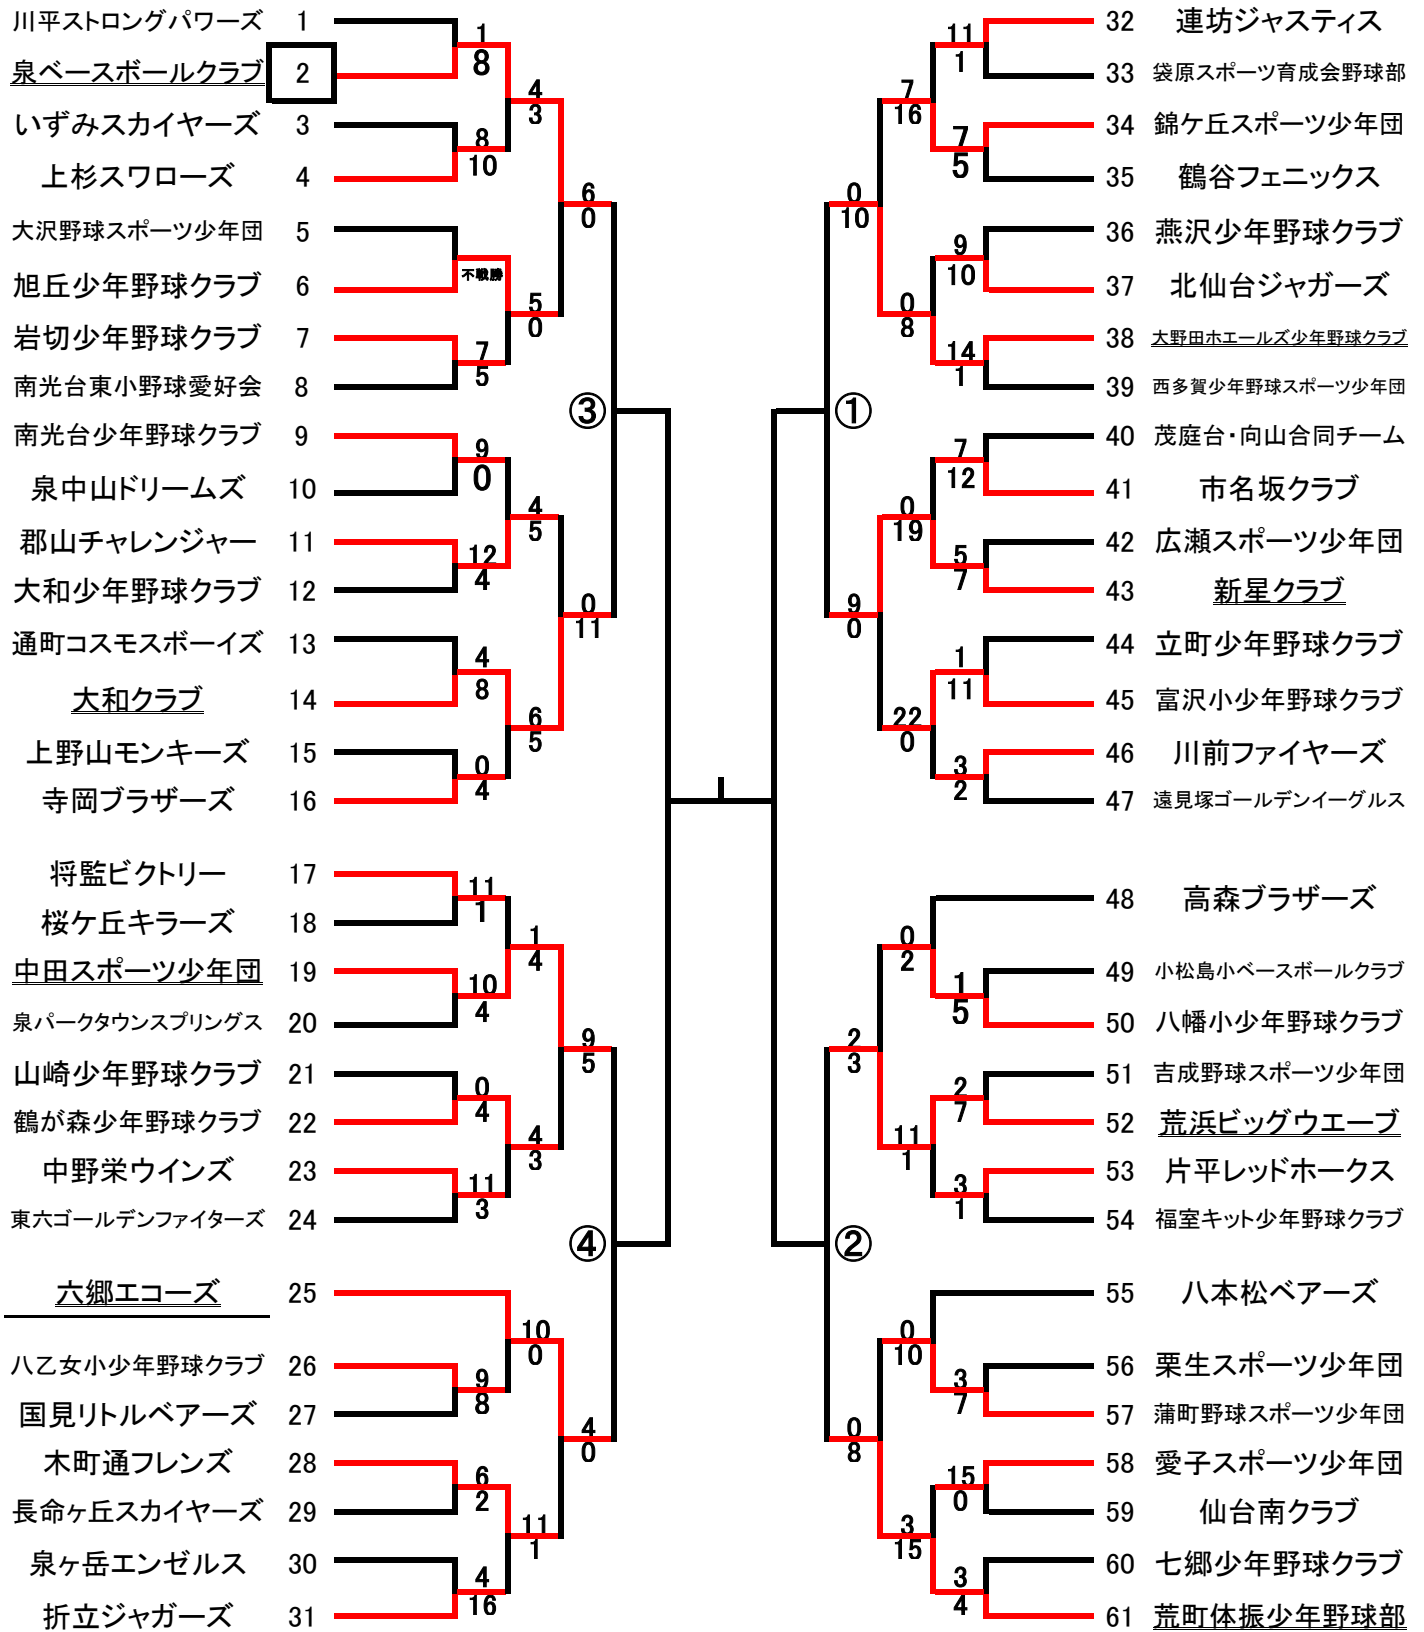 川平ストロングパワーズ 1
泉ベースボールクラブ 2
いずみスカイヤーズ 3
上杉スワローズ 4
大沢野球スポーツ少年団 5
旭丘少年野球クラブ 6
岩切少年野球クラブ 7
南光台東小野球愛好会 8
南光台少年野球クラブ 9
泉中山ドリームズ 10
郡山チャレンジャー 11
大和少年野球クラブ 12
通町コスモスボーイズ 13
大和クラブ 14
上野山モンキーズ 15
寺岡ブラザーズ 16
将監ビクトリー 17
桜ケ丘キラーズ 18
中田スポーツ少年団 19
泉パークタウンスプリングス 20
山崎少年野球クラブ 21
鶴が森少年野球クラブ 22
中野栄ウインズ 23
東六ゴールデンファイターズ 24
六郷エコーズ 25
八乙女小少年野球クラブ 26
国見リトルベアーズ 27
木町通フレンズ 28
長命ヶ丘スカイヤーズ 29
泉ヶ岳エンゼルス 30
折立ジャガーズ 31
1
8
8
10
不戦勝
7
5
9
0
12
4
4
8
0
4
11
1
10
4
0
4
11
3
9
8
6
2
4
16
4
3
5
0
4
5
6
5
1
4
4
3
10
0
11
1
6
0
0
11
9
5
4
0
③
④
①
②
0
10
9
0
2
3
0
8
7
16
0
8
0
19
22
0
0
2
11
1
0
10
3
15
11
1
7
5
9
10
14
1
7
12
5
7
1
11
3
2
1
5
2
7
3
1
3
7
15
0
3
4
32 連坊ジャスティス
33 袋原スポーツ育成会野球部
34 錦ケ丘スポーツ少年団
35 鶴谷フェニックス
36 燕沢少年野球クラブ
37 北仙台ジャガーズ
38 大野田ホエールズ少年野球クラブ
39 西多賀少年野球スポーツ少年団
40 茂庭台・向山合同チーム
41 市名坂クラブ
42 広瀬スポーツ少年団
43 新星クラブ
44 立町少年野球クラブ
45 富沢小少年野球クラブ
46 川前ファイヤーズ
47 遠見塚ゴールデンイーグルス
48 高森ブラザーズ
49 小松島小ベースボールクラブ
50 八幡小少年野球クラブ
51 吉成野球スポーツ少年団
52 荒浜ビッグウエーブ
53 片平レッドホークス
54 福室キット少年野球クラブ
55 八本松ベアーズ
56 栗生スポーツ少年団
57 蒲町野球スポーツ少年団
58 愛子スポーツ少年団
59 仙台南クラブ
60 七郷少年野球クラブ
61 荒町体振少年野球部